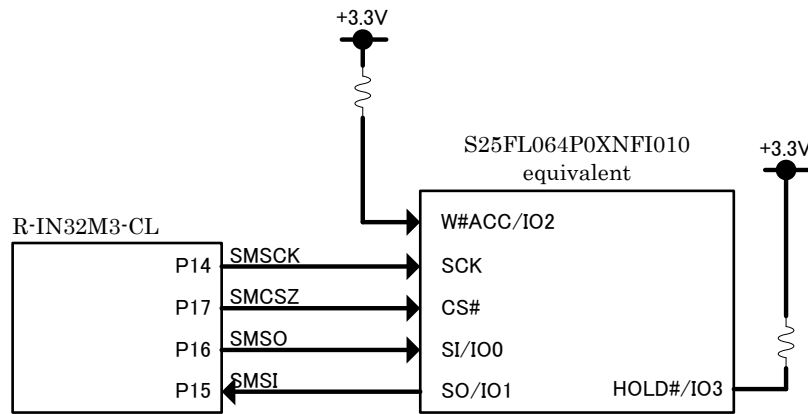 +3.3V
S25FL064P0XNFI010
equivalent
+3.3V
R-IN32M3-CL
W#ACC/IO2
P14 SMSCK SCK
P17 SMCSZ CS#
P16 SMSO SI/IO0
P15 SMSI SO/IO1 HOLD#/IO3